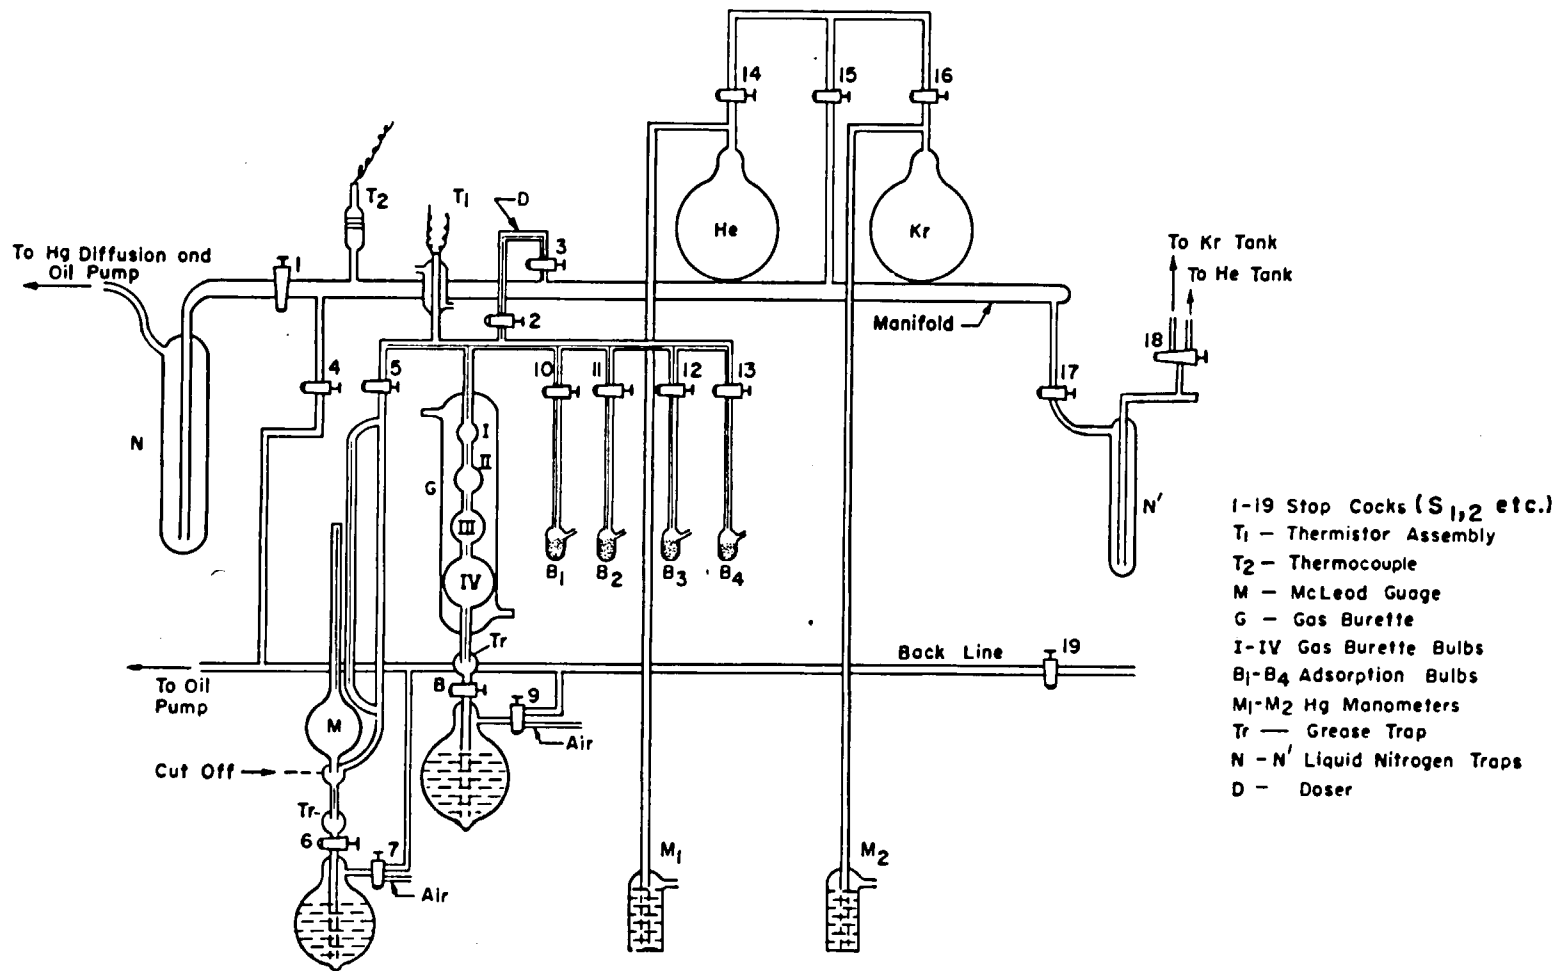 14
15
16
T2
T1
D
3
He
Kr
To Kr Tank
To He Tank
To Hg Diffusion and
Oil Pump
1
2
Manifold
18
4
5
10
11
12
13
17
I
II
N
G
III
N'
IV
B1
B2
B3
B4
1-19 Stop Cocks (S1,2 etc.)
T1 — Thermistor Assembly
T2 — Thermocouple
M — McLeod Guage
G — Gas Burette
I-IV Gas Burette Bulbs
B1-B4 Adsorption Bulbs
M1-M2 Hg Manometers
Tr — Grease Trap
N - N' Liquid Nitrogen Traps
D - Doser
Tr
Back Line
19
To Oil
Pump
8
9
M
Air
Cut Off
Tr
6
7
M1
M2
Air